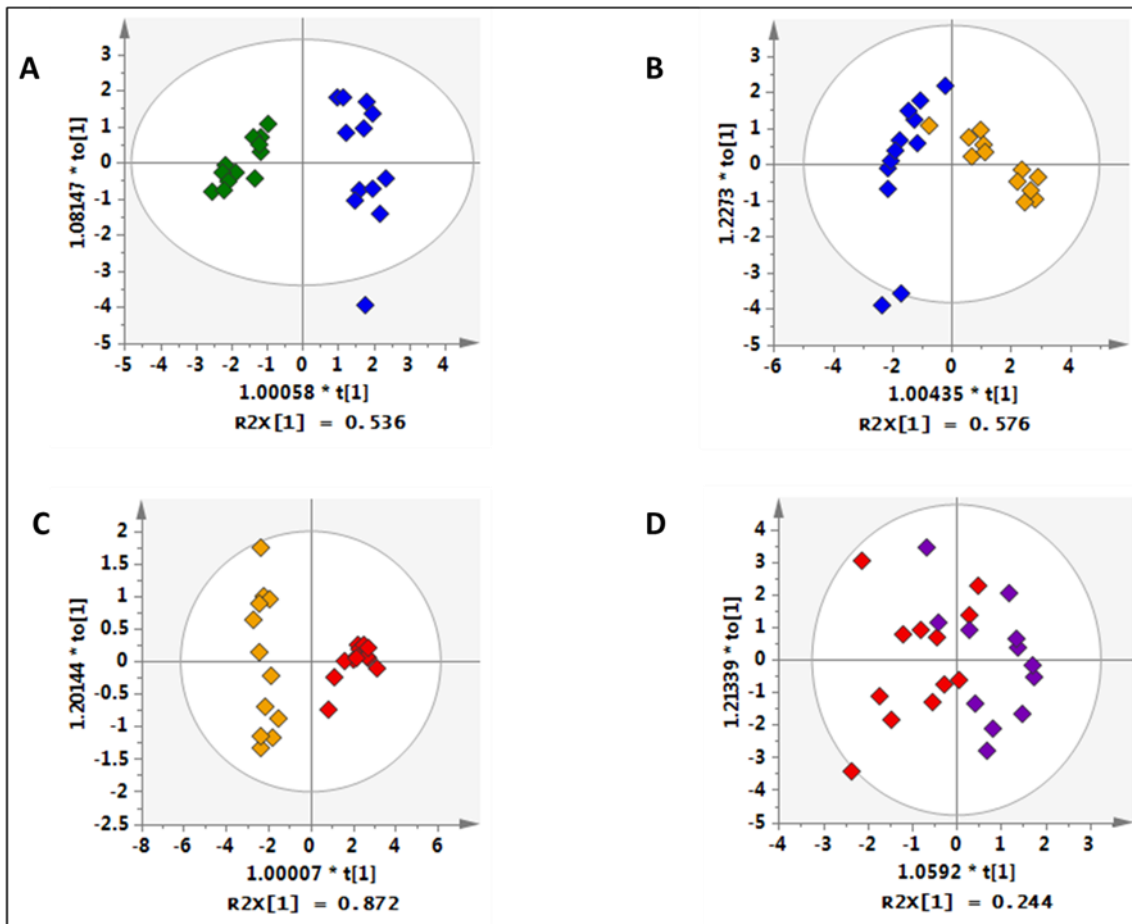 A
3
2
1
0
-1
-2
-3
-4
-5
-5 -4 -3 -2 -1 0 1 2 3 4
1.08147 * to[1]
1.00058 * t[1]
R2X[1] = 0.536
B
3
2
1
0
-1
-2
-3
-4
-5
-6 -4 -2 0 2 4
1.2273 * to[1]
1.00435 * t[1]
R2X[1] = 0.576
C
2
1.5
1
0.5
0
-0.5
-1
-1.5
-2
-2.5
-8 -6 -4 -2 0 2 4 6
1.20144 * to[1]
1.00007 * t[1]
R2X[1] = 0.872
D
4
3
2
1
0
-1
-2
-3
-4
-5
-4 -3 -2 -1 0 1 2 3
1.21339 * to[1]
1.0592 * t[1]
R2X[1] = 0.244